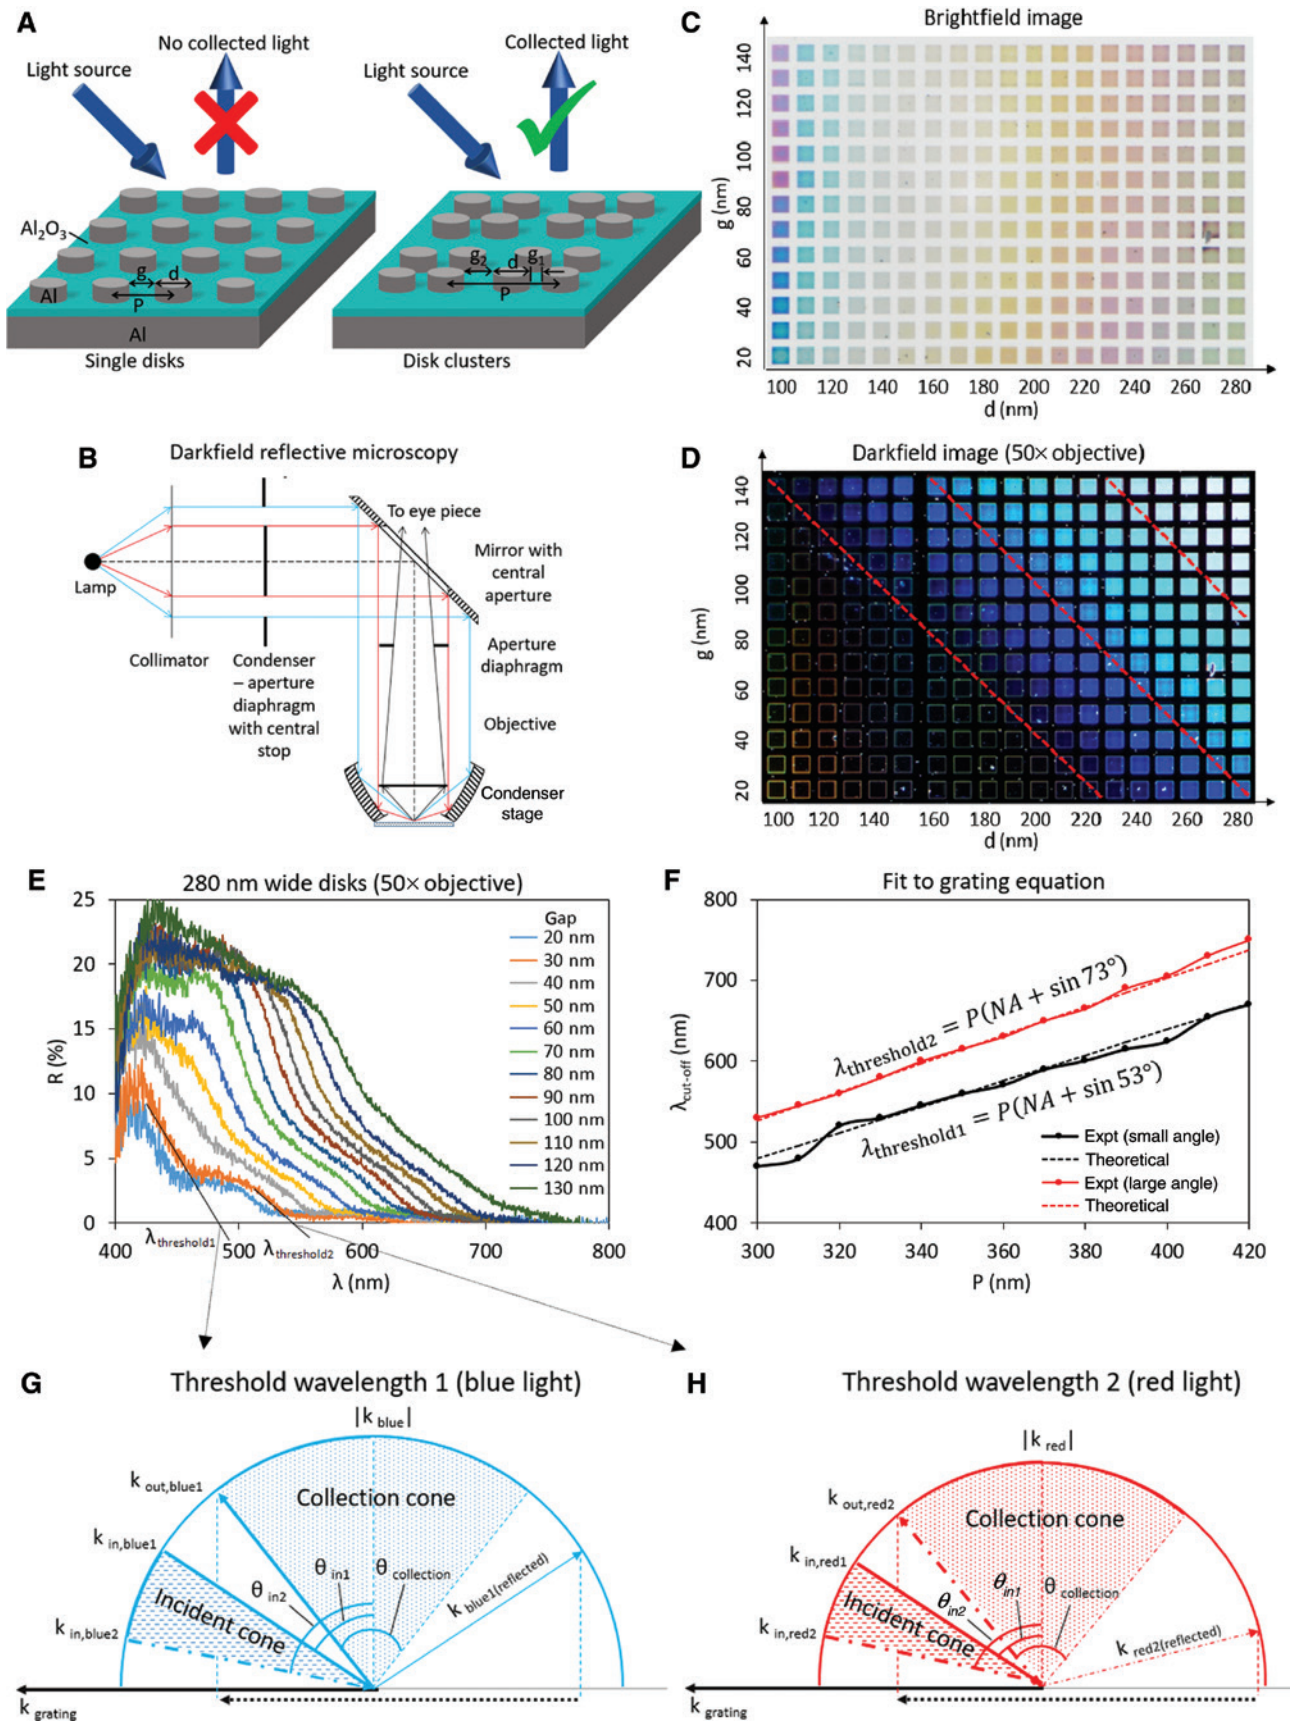 A
No collected light
Light source
Al2O3
g
d
Al
P
Al
Single disks
Collected light
Light source
g2
d
g1
P
Disk clusters
B
Darkfield reflective microscopy
To eye piece
Lamp
Mirror with
central
aperture
Collimator
Condenser
– aperture
diaphragm
with central
stop
Aperture
diaphragm
Objective
Condenser
stage
C
Brightfield image
g (nm)
140
120
100
80
60
40
20
100 120 140 160 180 200 220 240 260 280
d (nm)
D
Darkfield image (50× objective)
g (nm)
140
120
100
80
60
40
20
100 120 140 160 180 200 220 240 260 280
d (nm)
E
280 nm wide disks (50× objective)
R (%)
25
20
15
10
5
0
Gap
20 nm
30 nm
40 nm
50 nm
60 nm
70 nm
80 nm
90 nm
100 nm
110 nm
120 nm
130 nm
400 500 600 700 800
λthreshold1
λthreshold2
λ (nm)
F
Fit to grating equation
λcut-off (nm)
800
700
600
500
400
λthreshold2 = P(NA + sin 73°)
λthreshold1 = P(NA + sin 53°)
Expt (small angle)
Theoretical
Expt (large angle)
Theoretical
300 320 340 360 380 400 420
P (nm)
G
Threshold wavelength 1 (blue light)
|k blue|
k out,blue1
Collection cone
k in,blue1
θ in1
θ in2
θ collection
k blue1(reflected)
Incident cone
k in,blue2
k grating
H
Threshold wavelength 2 (red light)
|k red|
k out,red2
Collection cone
k in,red1
θin1
θin2
θ collection
k red2(reflected)
Incident cone
k in,red2
k grating